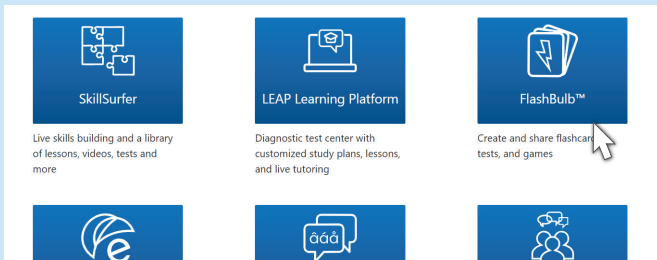 SkillSurfer
LEAP Learning Platform
FlashBulb™
Live skills building and a library
of lessons, videos, tests and
more
Diagnostic test center with
customized study plans, lessons,
and live tutoring
Create and share
tests, and games
e
âáå